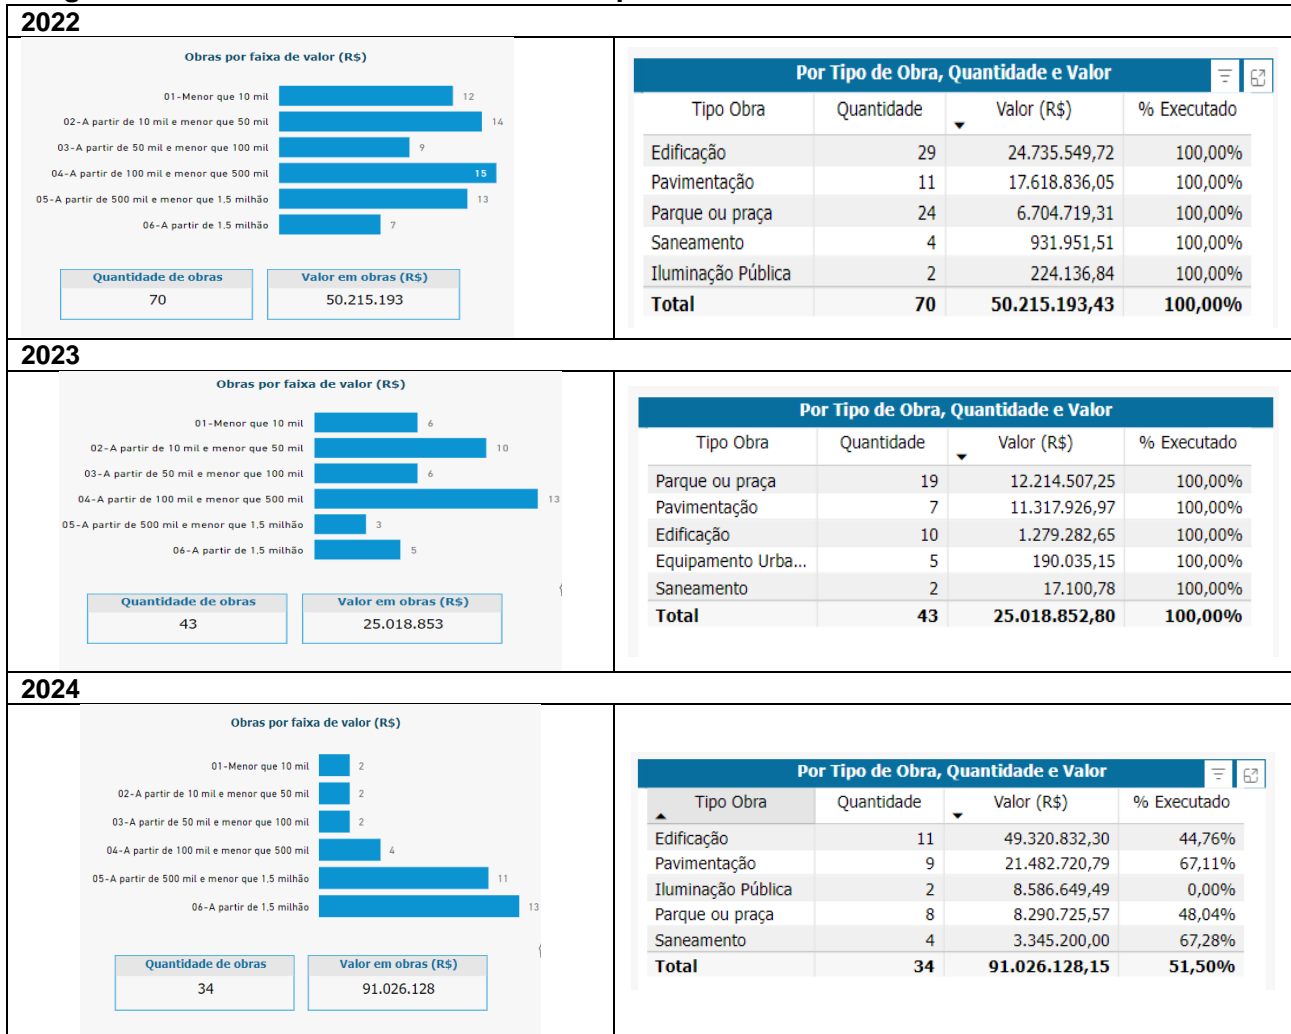 2022
Obras por faixa de valor (R$)
01-Menor que 10 mil 12
02-A partir de 10 mil e menor que 50 mil 14
03-A partir de 50 mil e menor que 100 mil 9
04-A partir de 100 mil e menor que 500 mil 15
05-A partir de 500 mil e menor que 1,5 milhão 13
06-A partir de 1,5 milhão 7
Quantidade de obras Valor em obras (R$)
70 50.215.193
Por Tipo de Obra, Quantidade e Valor
Tipo Obra Quantidade Valor (R$) % Executado
Edificação 29 24.735.549,72 100,00%
Pavimentação 11 17.618.836,05 100,00%
Parque ou praça 24 6.704.719,31 100,00%
Saneamento 4 931.951,51 100,00%
Iluminação Pública 2 224.136,84 100,00%
Total 70 50.215.193,43 100,00%
2023
Obras por faixa de valor (R$)
01-Menor que 10 mil 6
02-A partir de 10 mil e menor que 50 mil 10
03-A partir de 50 mil e menor que 100 mil 6
04-A partir de 100 mil e menor que 500 mil 13
05-A partir de 500 mil e menor que 1,5 milhão 3
06-A partir de 1,5 milhão 5
Quantidade de obras Valor em obras (R$)
43 25.018.853
Por Tipo de Obra, Quantidade e Valor
Tipo Obra Quantidade Valor (R$) % Executado
Parque ou praça 19 12.214.507,25 100,00%
Pavimentação 7 11.317.926,97 100,00%
Edificação 10 1.279.282,65 100,00%
Equipamento Urba... 5 190.035,15 100,00%
Saneamento 2 17.100,78 100,00%
Total 43 25.018.852,80 100,00%
2024
Obras por faixa de valor (R$)
01-Menor que 10 mil 2
02-A partir de 10 mil e menor que 50 mil 2
03-A partir de 50 mil e menor que 100 mil 2
04-A partir de 100 mil e menor que 500 mil 4
05-A partir de 500 mil e menor que 1,5 milhão 11
06-A partir de 1,5 milhão 13
Quantidade de obras Valor em obras (R$)
34 91.026.128
Por Tipo de Obra, Quantidade e Valor
Tipo Obra Quantidade Valor (R$) % Executado
Edificação 11 49.320.832,30 44,76%
Pavimentação 9 21.482.720,79 67,11%
Iluminação Pública 2 8.586.649,49 0,00%
Parque ou praça 8 8.290.725,57 48,04%
Saneamento 4 3.345.200,00 67,28%
Total 34 91.026.128,15 51,50%